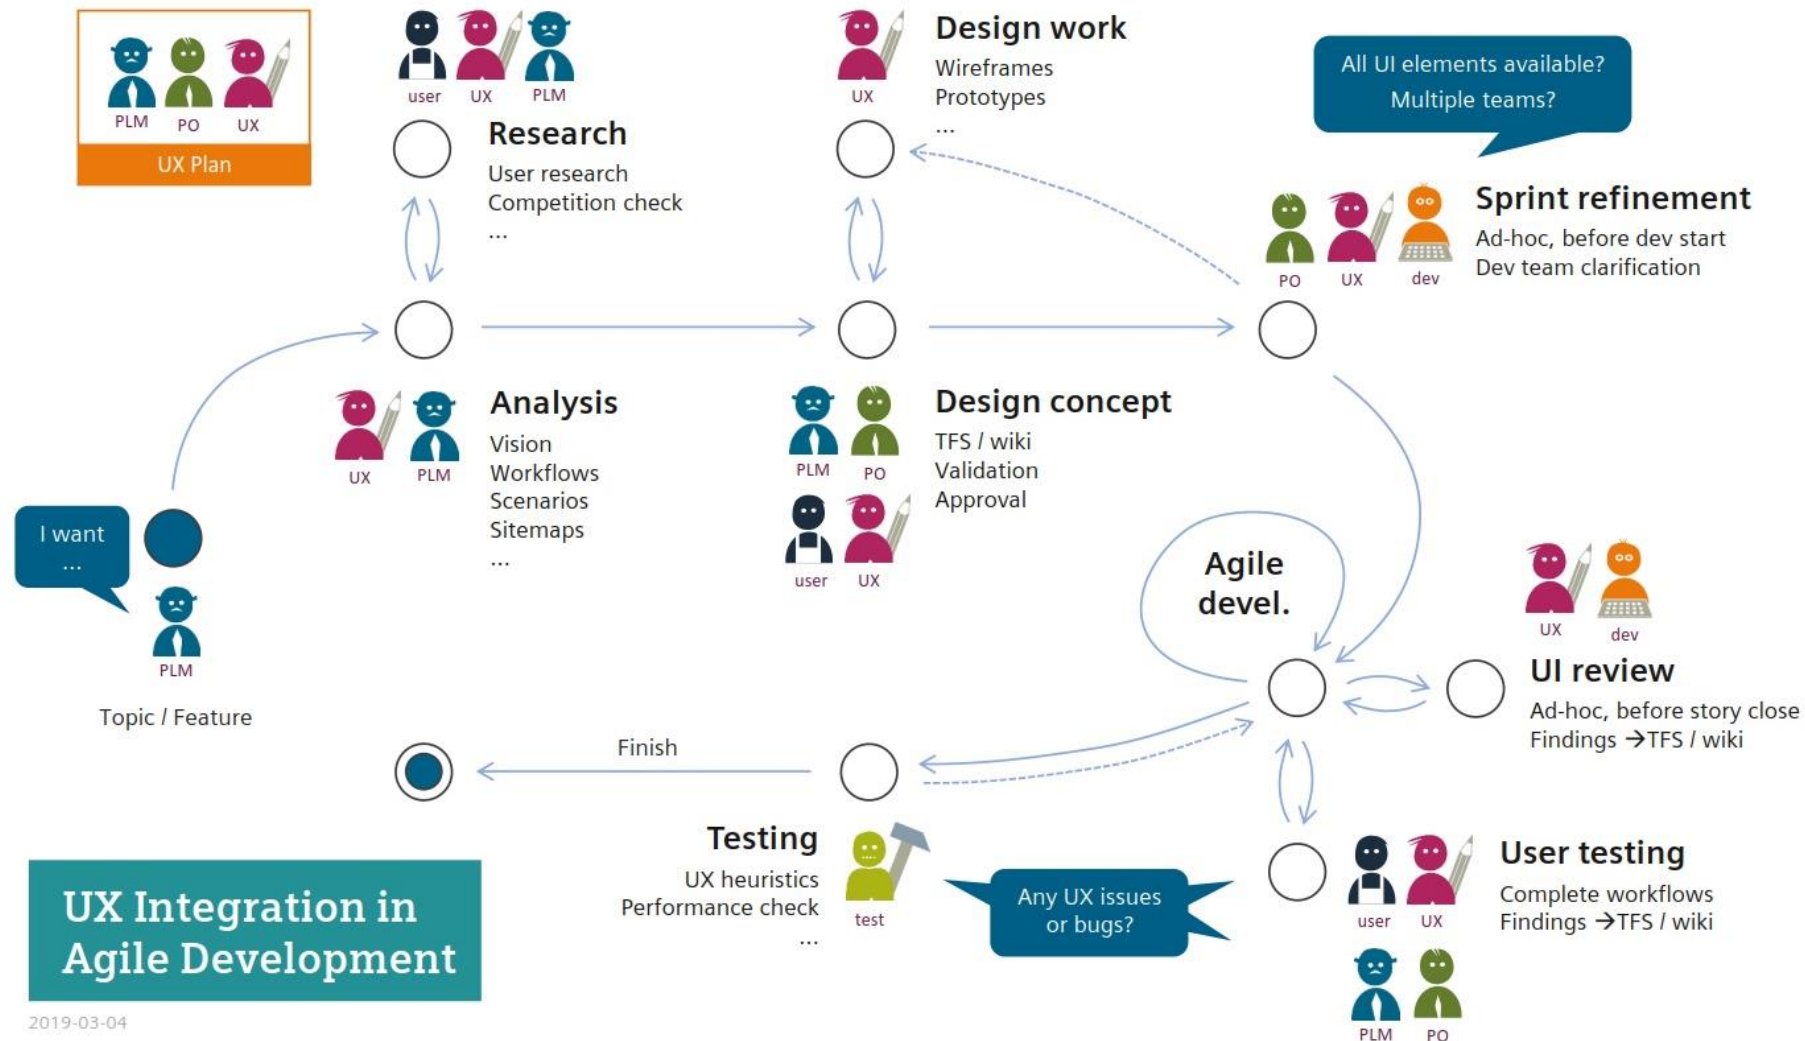 PLM PO UX
UX Plan
user UX PLM
Research
User research
Competition check
...
UX
Design work
Wireframes
Prototypes
...
All UI elements available?
Multiple teams?
PO UX dev
Sprint refinement
Ad-hoc, before dev start
Dev team clarification
UX PLM
Analysis
Vision
Workflows
Scenarios
Sitemaps
...
PLM PO
user UX
Design concept
TFS / wiki
Validation
Approval
I want
...
PLM
Topic / Feature
Agile
devel.
UX dev
UI review
Ad-hoc, before story close
Findings →TFS / wiki
Finish
Testing
UX heuristics
Performance check
...
test
Any UX issues
or bugs?
user UX
PLM PO
User testing
Complete workflows
Findings →TFS / wiki
UX Integration in
Agile Development
2019-03-04